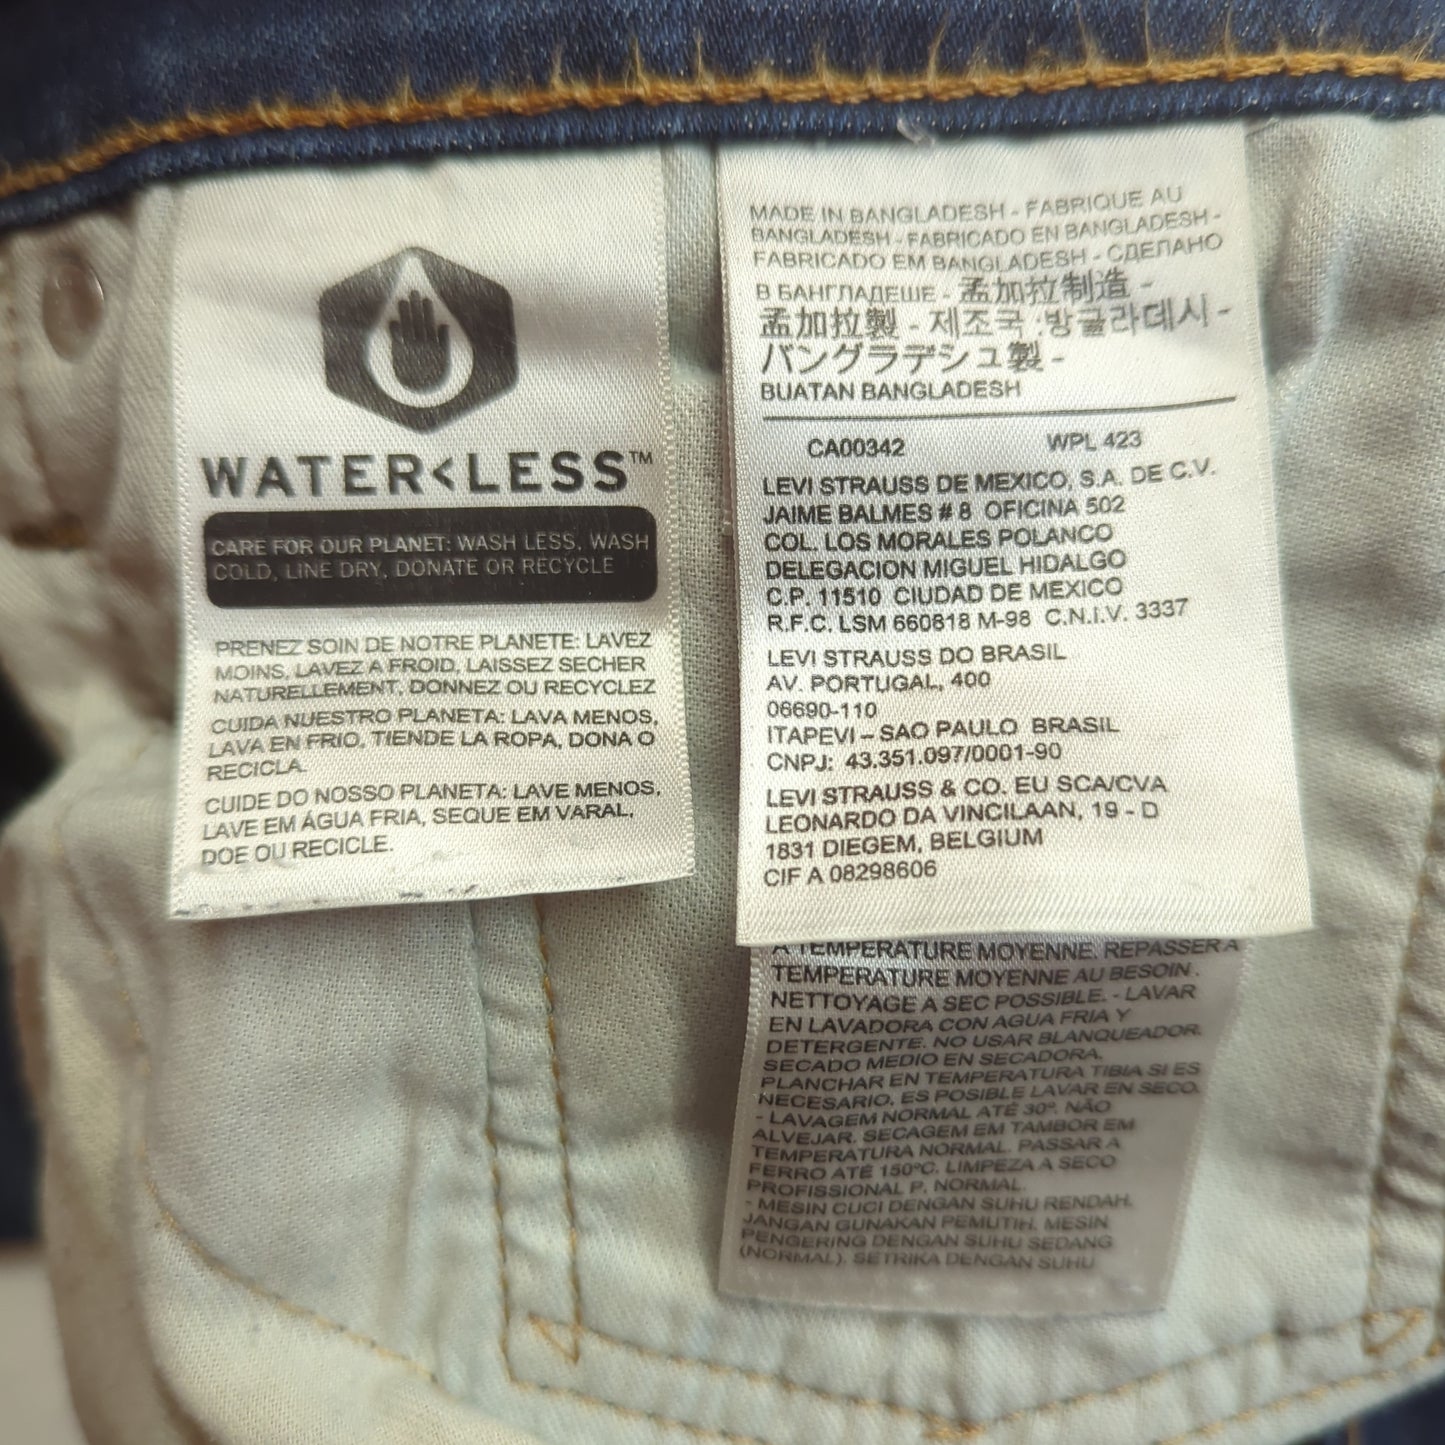 WATER<LESS™
CARE FOR OUR PLANET: WASH LESS, WASH
COLD, LINE DRY, DONATE OR RECYCLE
PRENEZ SOIN DE NOTRE PLANETE: LAVEZ
MOINS, LAVEZ A FROID, LAISSEZ SECHER
NATURELLEMENT, DONNEZ OU RECYCLEZ
CUIDA NUESTRO PLANETA: LAVA MENOS,
LAVA EN FRIO, TIENDE LA ROPA, DONA O
RECICLA.
CUIDE DO NOSSO PLANETA: LAVE MENOS,
LAVE EM ÁGUA FRIA, SEQUE EM VARAL,
DOE OU RECICLE.
MADE IN BANGLADESH - FABRIQUE AU
BANGLADESH - FABRICADO EN BANGLADESH -
FABRICADO EM BANGLADESH - СДЕЛАНО
В БАНГЛАДЕШЕ - 孟加拉制造 -
孟加拉製 - 제조국 :방글라데시 -
バングラデシュ製 -
BUATAN BANGLADESH
CA00342 WPL 423
LEVI STRAUSS DE MEXICO, S.A. DE C.V.
JAIME BALMES # 8 OFICINA 502
COL. LOS MORALES POLANCO
DELEGACION MIGUEL HIDALGO
C.P. 11510 CIUDAD DE MEXICO
R.F.C. LSM 660818 M-98 C.N.I.V. 3337
LEVI STRAUSS DO BRASIL
AV. PORTUGAL, 400
06690-110
ITAPEVI – SAO PAULO BRASIL
CNPJ: 43.351.097/0001-90
LEVI STRAUSS & CO. EU SCA/CVA
LEONARDO DA VINCILAAN, 19 - D
1831 DIEGEM, BELGIUM
CIF A 08298606
A TEMPERATURE MOYENNE. REPASSER A
TEMPERATURE MOYENNE AU BESOIN.
NETTOYAGE A SEC POSSIBLE. - LAVAR
EN LAVADORA CON AGUA FRIA Y
DETERGENTE. NO USAR BLANQUEADOR.
SECADO MEDIO EN SECADORA.
PLANCHAR EN TEMPERATURA TIBIA SI ES
NECESARIO. ES POSIBLE LAVAR EN SECO.
- LAVAGEM NORMAL ATÉ 30º. NÃO
ALVEJAR. SECAGEM EM TAMBOR EM
TEMPERATURA NORMAL. PASSAR A
FERRO ATÉ 150ºC. LIMPEZA A SECO
PROFISSIONAL P, NORMAL.
- MESIN CUCI DENGAN SUHU RENDAH.
JANGAN GUNAKAN PEMUTIH. MESIN
PENGERING DENGAN SUHU SEDANG
(NORMAL). SETRIKA DENGAN SUHU